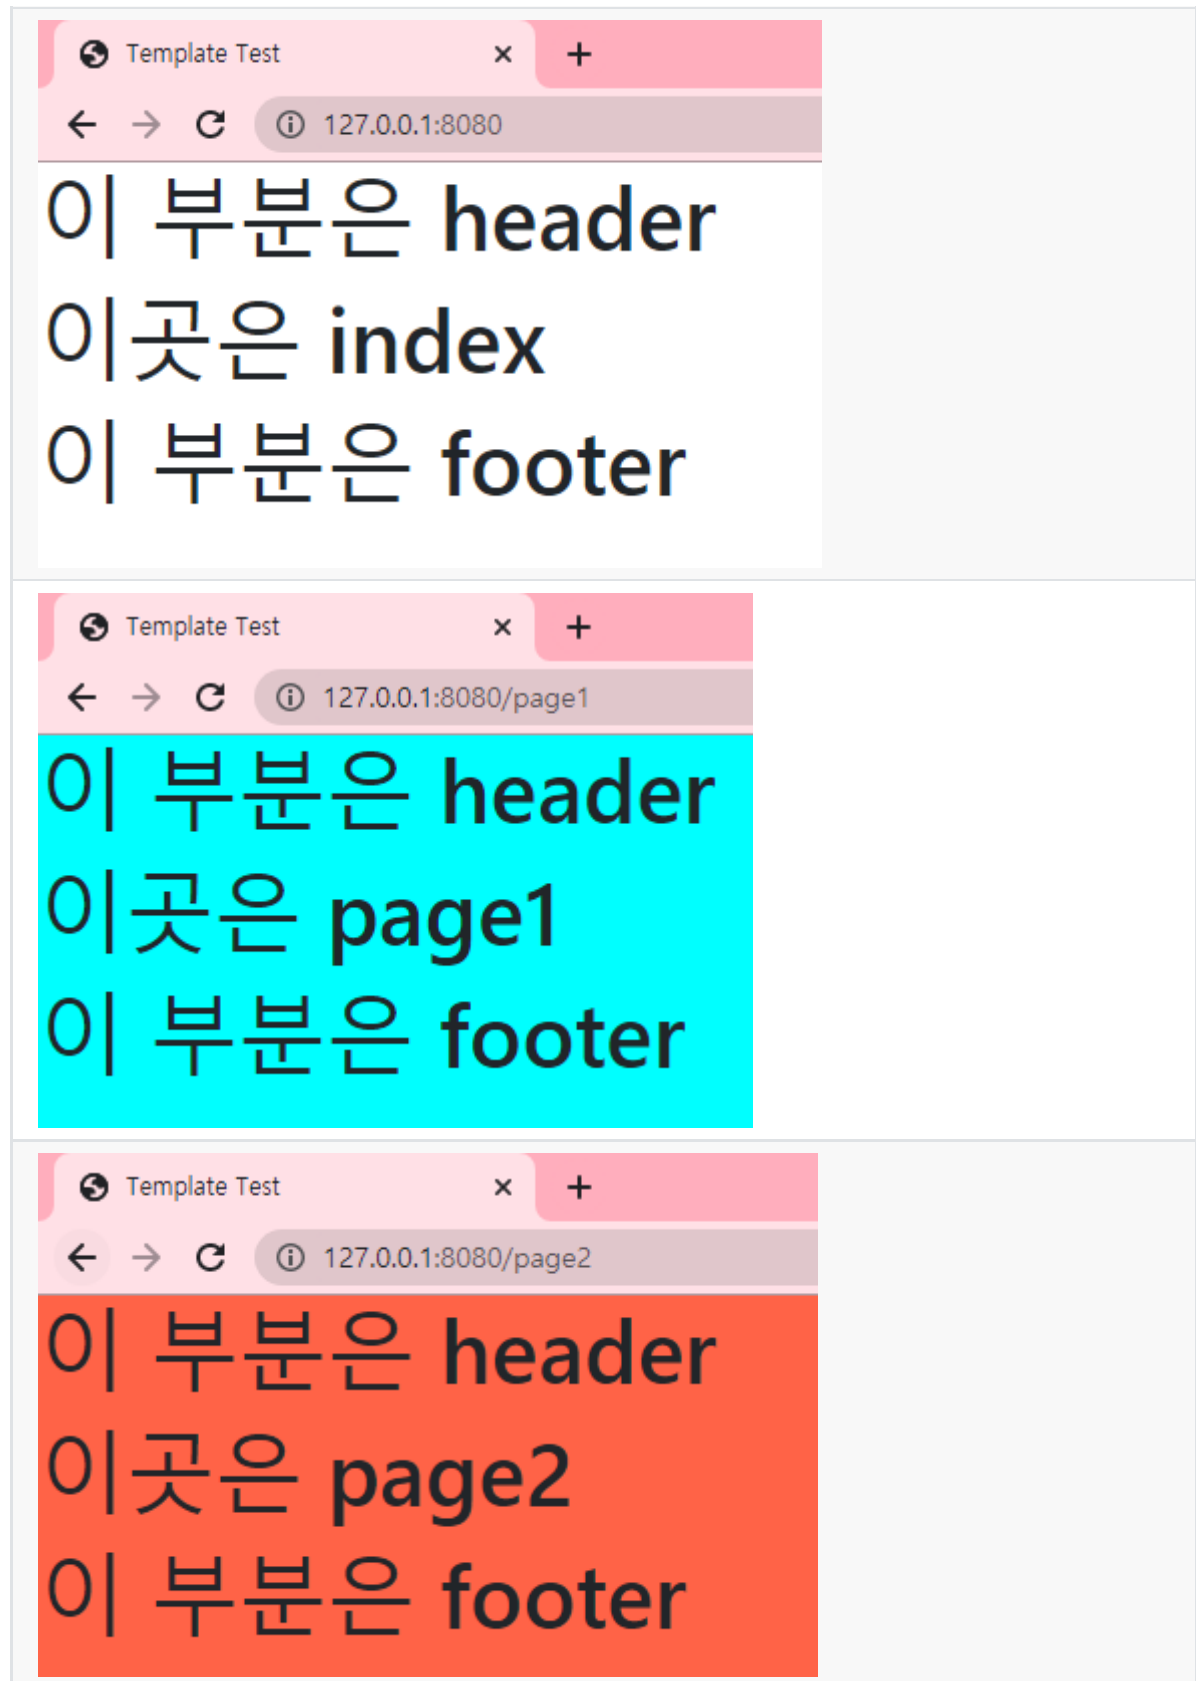 Template Test
127.0.0.1:8080
이 부분은 header
이곳은 index
이 부분은 footer
Template Test
127.0.0.1:8080/page1
이 부분은 header
이곳은 page1
이 부분은 footer
Template Test
127.0.0.1:8080/page2
이 부분은 header
이곳은 page2
이 부분은 footer